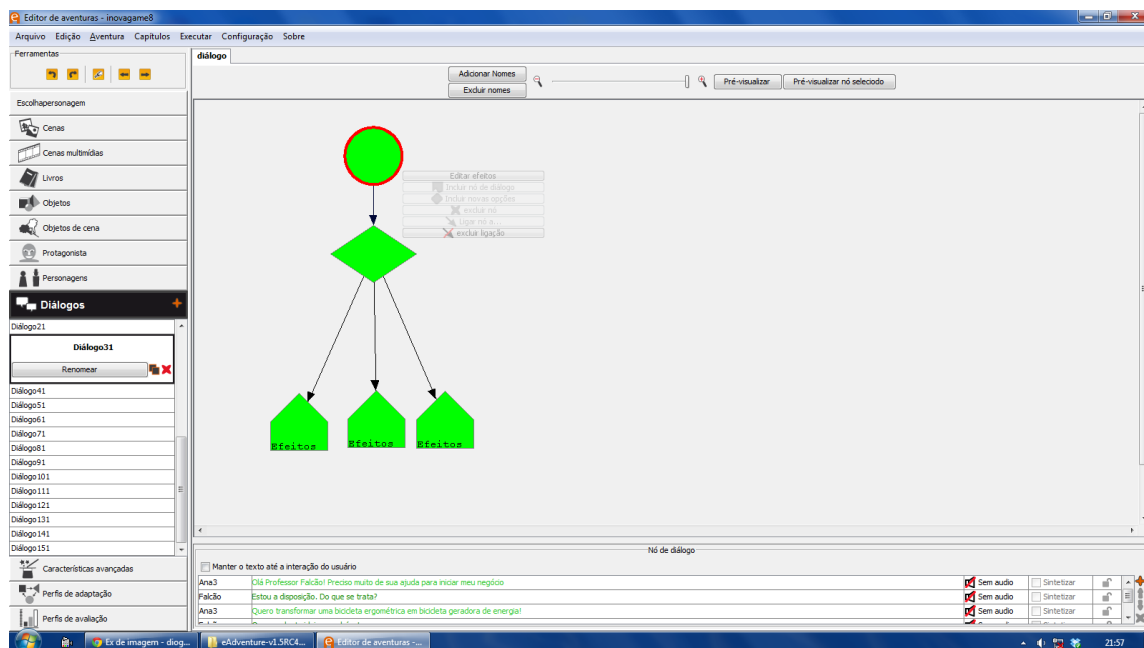 Editor de aventuras - inovagame8
Arquivo Edição Aventura Capítulos Executar Configuração Sobre
Ferramentas
diálogo
Adicionar Nomes
Excluir nomes
Pré-visualizar
Pré-visualizar nó seleciodo
Escolhapersonagem
Cenas
Cenas multimídias
Livros
Objetos
Objetos de cena
Protagonista
Personagens
Diálogos
Diálogo21
Diálogo31
Renomear
Diálogo41
Diálogo51
Diálogo61
Diálogo71
Diálogo81
Diálogo91
Diálogo101
Diálogo111
Diálogo121
Diálogo131
Diálogo141
Diálogo151
Características avançadas
Perfis de adaptação
Perfis de avaliação
Editar efeitos
Incluir nó de diálogo
Incluir novas opções
excluir nó
Ligar nó a...
excluir ligação
Efeitos
Efeitos
Efeitos
Nó de diálogo
Manter o texto até a interação do usuário
Ana3 Olá Professor Falcão! Preciso muito de sua ajuda para iniciar meu negócio Sem audio Sintetizar
Falcão Estou a disposição. Do que se trata? Sem audio Sintetizar
Ana3 Quero transformar uma bicicleta ergométrica em bicicleta geradora de energia! Sem audio Sintetizar
Ex de imagem - diog...
eAdventure-v1.5RC4...
Editor de aventuras -...
21:57